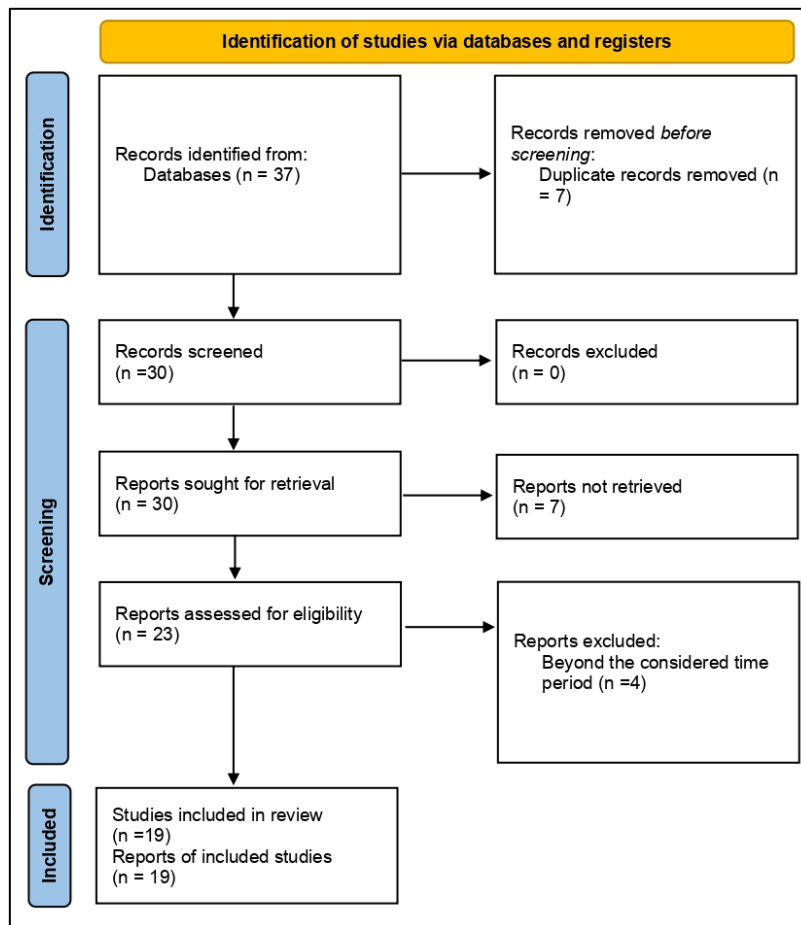 Identification of studies via databases and registers
Identification
Records identified from:
Databases (n = 37)
Records removed before
screening:
Duplicate records removed (n
= 7)
Screening
Records screened
(n =30)
Records excluded
(n = 0)
Reports sought for retrieval
(n = 30)
Reports not retrieved
(n = 7)
Reports assessed for eligibility
(n = 23)
Reports excluded:
Beyond the considered time
period (n =4)
Included
Studies included in review
(n =19)
Reports of included studies
(n = 19)